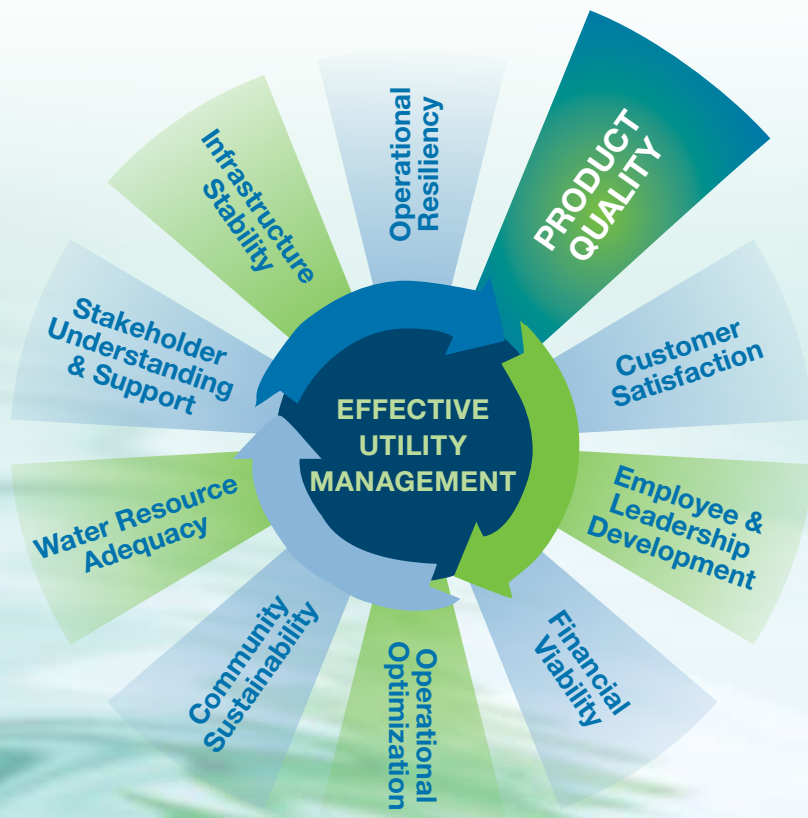 Operational
Resiliency
PRODUCT
QUALITY
Customer
Satisfaction
Employee &
Leadership
Development
Financial
Viability
Operational
Optimization
Community
Sustainability
Water Resource
Adequacy
Stakeholder
Understanding
& Support
Infrastructure
Stability
EFFECTIVE
UTILITY
MANAGEMENT